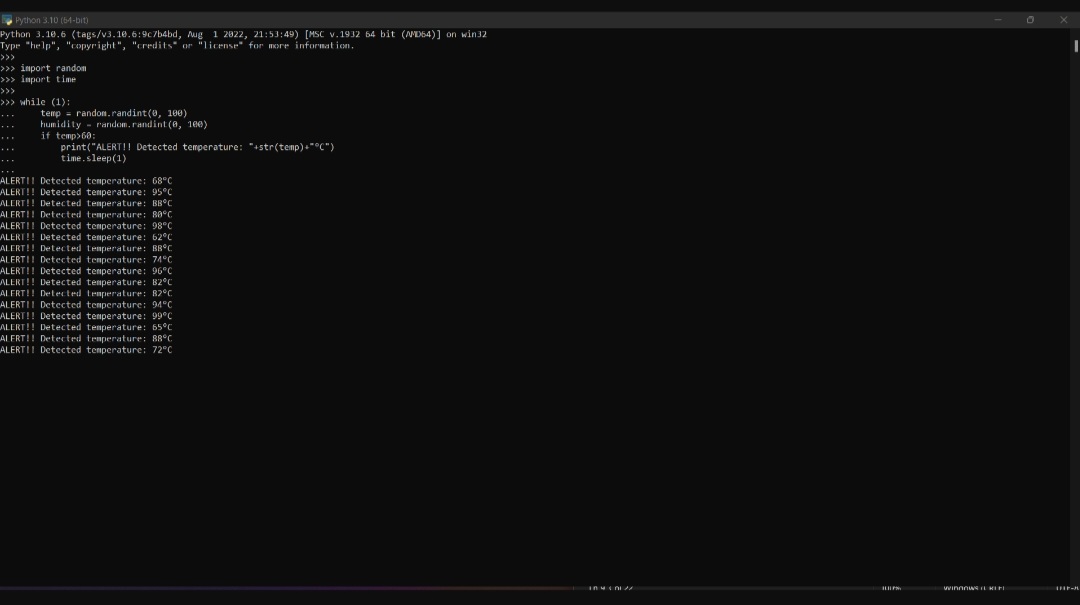 Python 3.10 (64-bit)
Python 3.10.6 (tags/v3.10.6:9c7b4bd, Aug  1 2022, 21:53:49) [MSC v.1932 64 bit (AMD64)] on win32
Type "help", "copyright", "credits" or "license" for more information.
>>>
>>> import random
>>> import time
>>>
>>> while (1):
...     temp = random.randint(0, 100)
...     humidity = random.randint(0, 100)
...     if temp>60:
...         print("ALERT!! Detected temperature: "+str(temp)+"°C")
...         time.sleep(1)
...
ALERT!! Detected temperature: 68°C
ALERT!! Detected temperature: 95°C
ALERT!! Detected temperature: 88°C
ALERT!! Detected temperature: 80°C
ALERT!! Detected temperature: 98°C
ALERT!! Detected temperature: 62°C
ALERT!! Detected temperature: 88°C
ALERT!! Detected temperature: 74°C
ALERT!! Detected temperature: 96°C
ALERT!! Detected temperature: 82°C
ALERT!! Detected temperature: 82°C
ALERT!! Detected temperature: 94°C
ALERT!! Detected temperature: 99°C
ALERT!! Detected temperature: 65°C
ALERT!! Detected temperature: 88°C
ALERT!! Detected temperature: 72°C